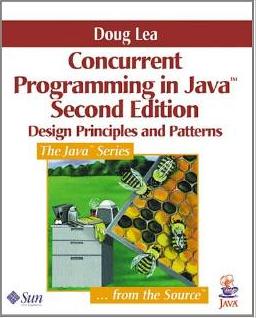 Doug Lea
Concurrent
Programming in Java™
Second Edition
Design Principles and Patterns
The Java™ Series
... from the Source™
Sun
JAVA